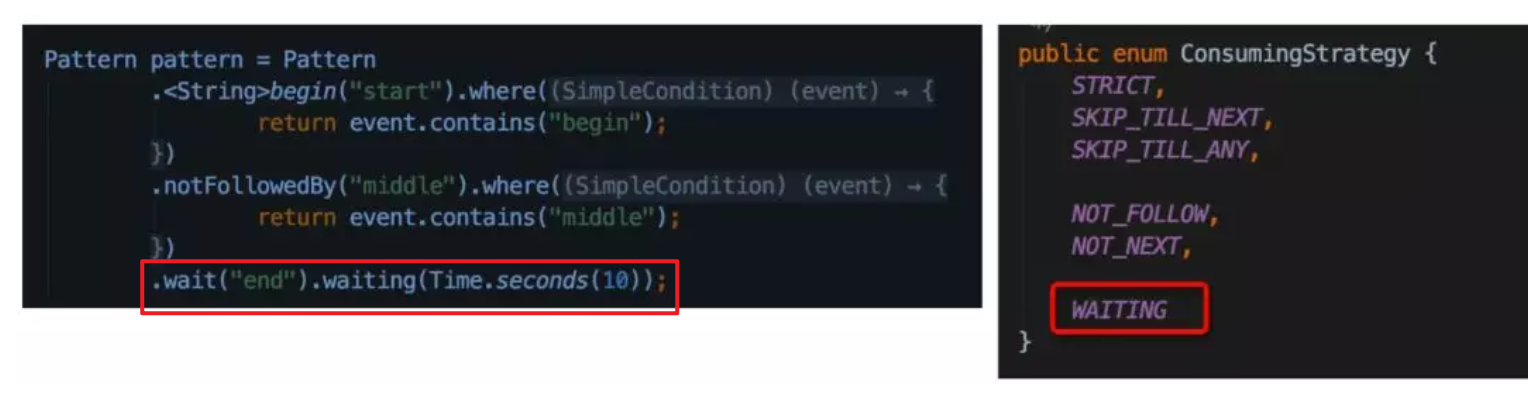 Pattern pattern = Pattern
.<String>begin("start").where((SimpleCondition) (event) → {
return event.contains("begin");
})
.notFollowedBy("middle").where((SimpleCondition) (event) → {
return event.contains("middle");
})
.wait("end").waiting(Time.seconds(10));
public enum ConsumingStrategy {
STRICT,
SKIP_TILL_NEXT,
SKIP_TILL_ANY,
NOT_FOLLOW,
NOT_NEXT,
WAITING
}